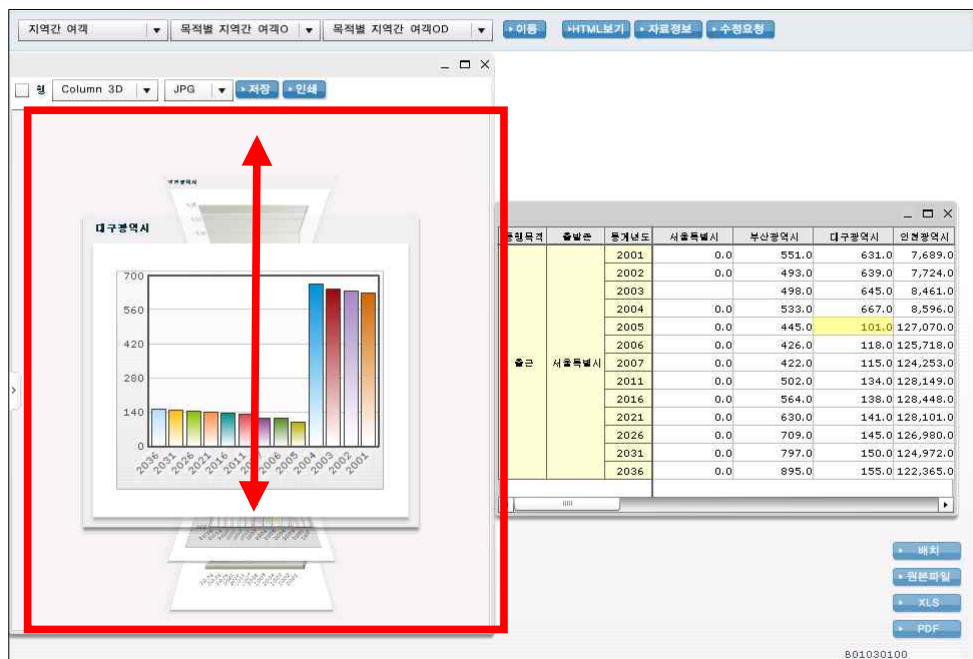 지역간 여객 목적별 지역간 여객O 목적별 지역간 여객OD 이동 HTML보기 자료정보 수정요청
Column 3D JPG 저장 인쇄
대구광역시
700
560
420
280
140
0
2036 2031 2026 2021 2016 2011 2007 2006 2005 2004 2003 2002 2001
통행목적 출발존 통계년도 서울특별시 부산광역시 대구광역시 인천광역시
2001 0.0 551.0 631.0 7,689.0
2002 0.0 493.0 639.0 7,724.0
2003 498.0 645.0 8,461.0
2004 0.0 533.0 667.0 8,596.0
2005 0.0 445.0 101.0 127,070.0
2006 0.0 426.0 118.0 125,718.0
출근 서울특별시 2007 0.0 422.0 115.0 124,253.0
2011 0.0 502.0 134.0 128,149.0
2016 0.0 564.0 138.0 128,448.0
2021 0.0 630.0 141.0 128,101.0
2026 0.0 709.0 145.0 126,980.0
2031 0.0 797.0 150.0 124,972.0
2036 0.0 895.0 155.0 122,365.0
배치
원본파일
XLS
PDF
B01030100